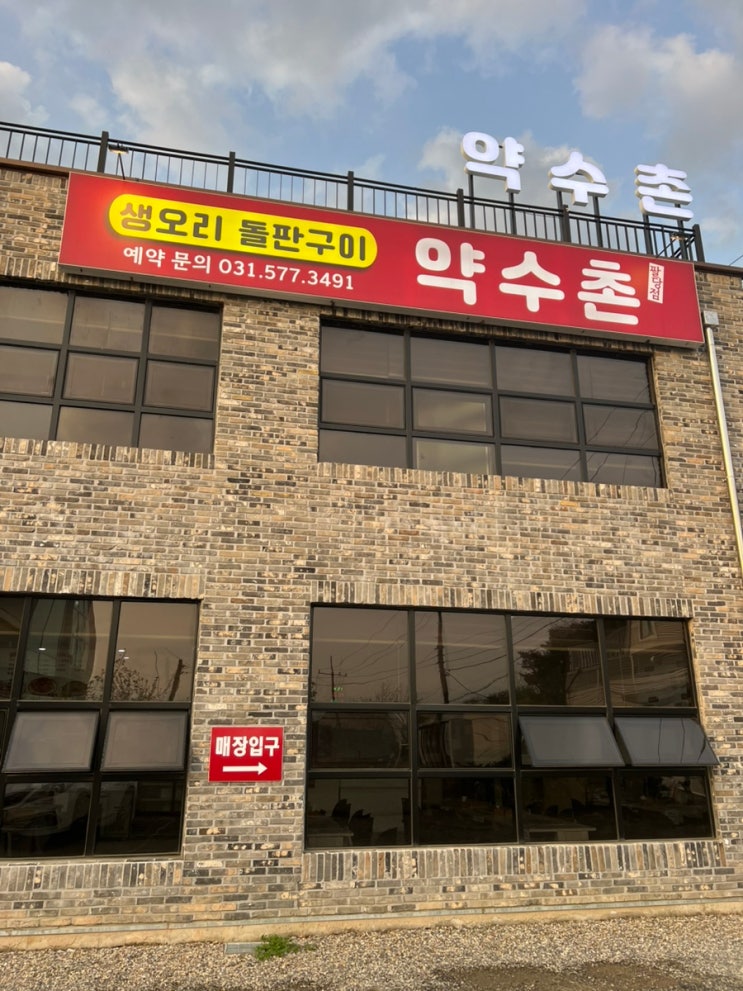 약수촌
생오리 돌판구이
예약 문의 031.577.3491
약수촌
팔당점
매장입구